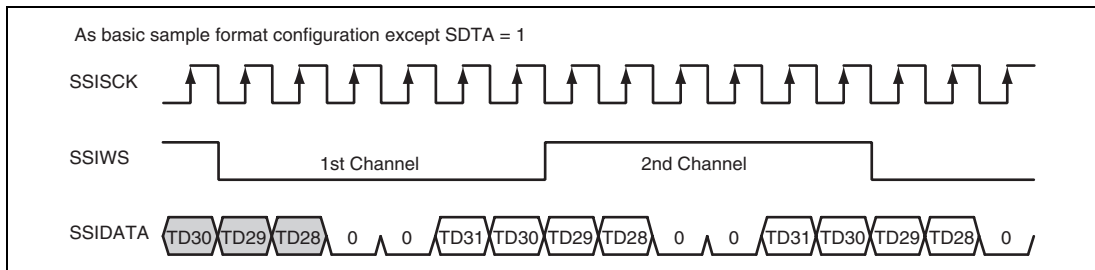 As basic sample format configuration except SDTA = 1
SSISCK
SSIWS 1st Channel 2nd Channel
SSIDATA TD30 TD29 TD28 0 0 TD31 TD30 TD29 TD28 0 0 TD31 TD30 TD29 TD28 0